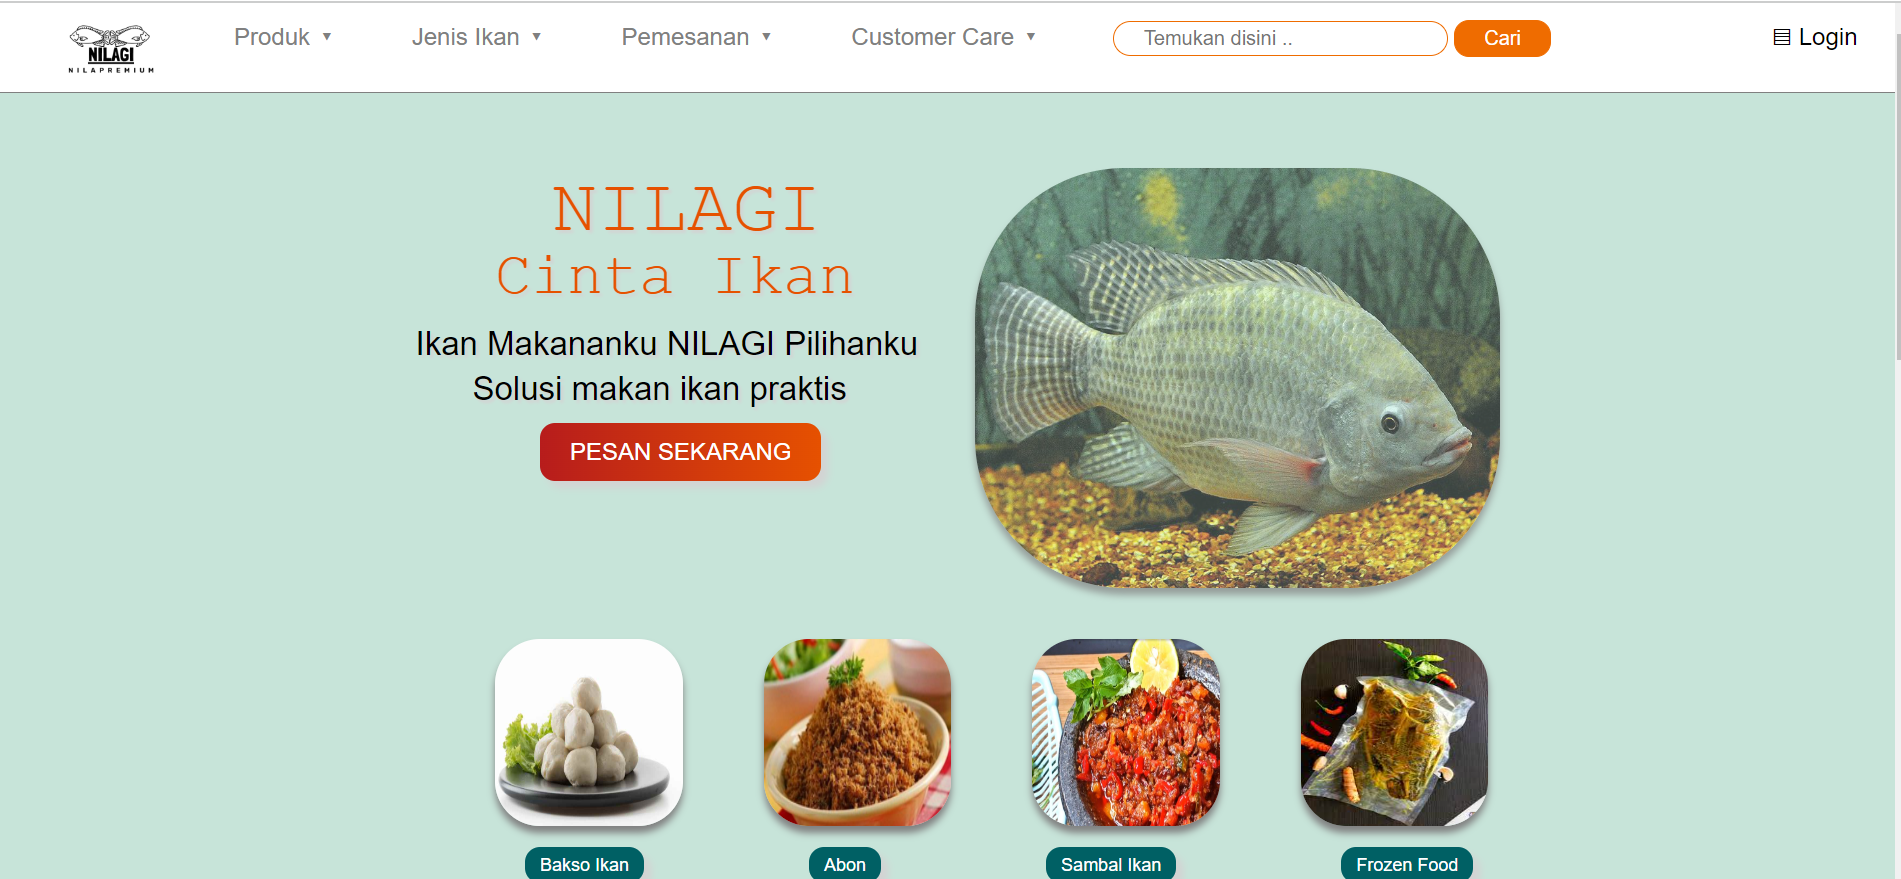 NILAGI
NILAPREMIUM
Produk ▼
Jenis Ikan ▼
Pemesanan ▼
Customer Care ▼
Temukan disini ..
Cari
Login
NILAGI
Cinta Ikan
Ikan Makananku NILAGI Pilihanku
Solusi makan ikan praktis
PESAN SEKARANG
Bakso Ikan
Abon
Sambal Ikan
Frozen Food